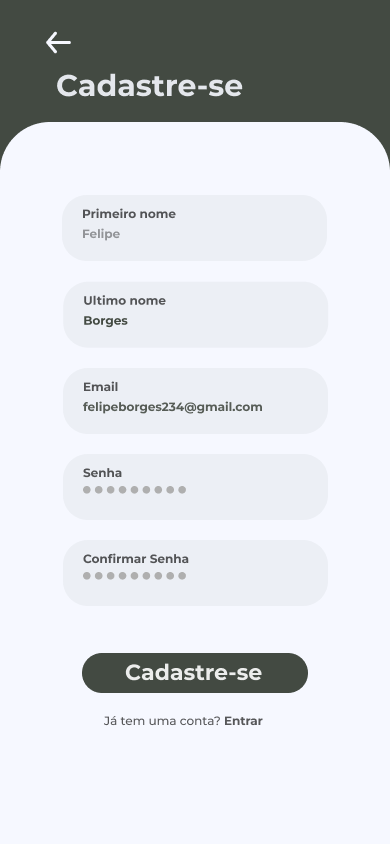 Cadastre-se
Primeiro nome
Felipe
Ultimo nome
Borges
Email
felipeborges234@gmail.com
Senha
Confirmar Senha
Cadastre-se
Já tem uma conta? Entrar